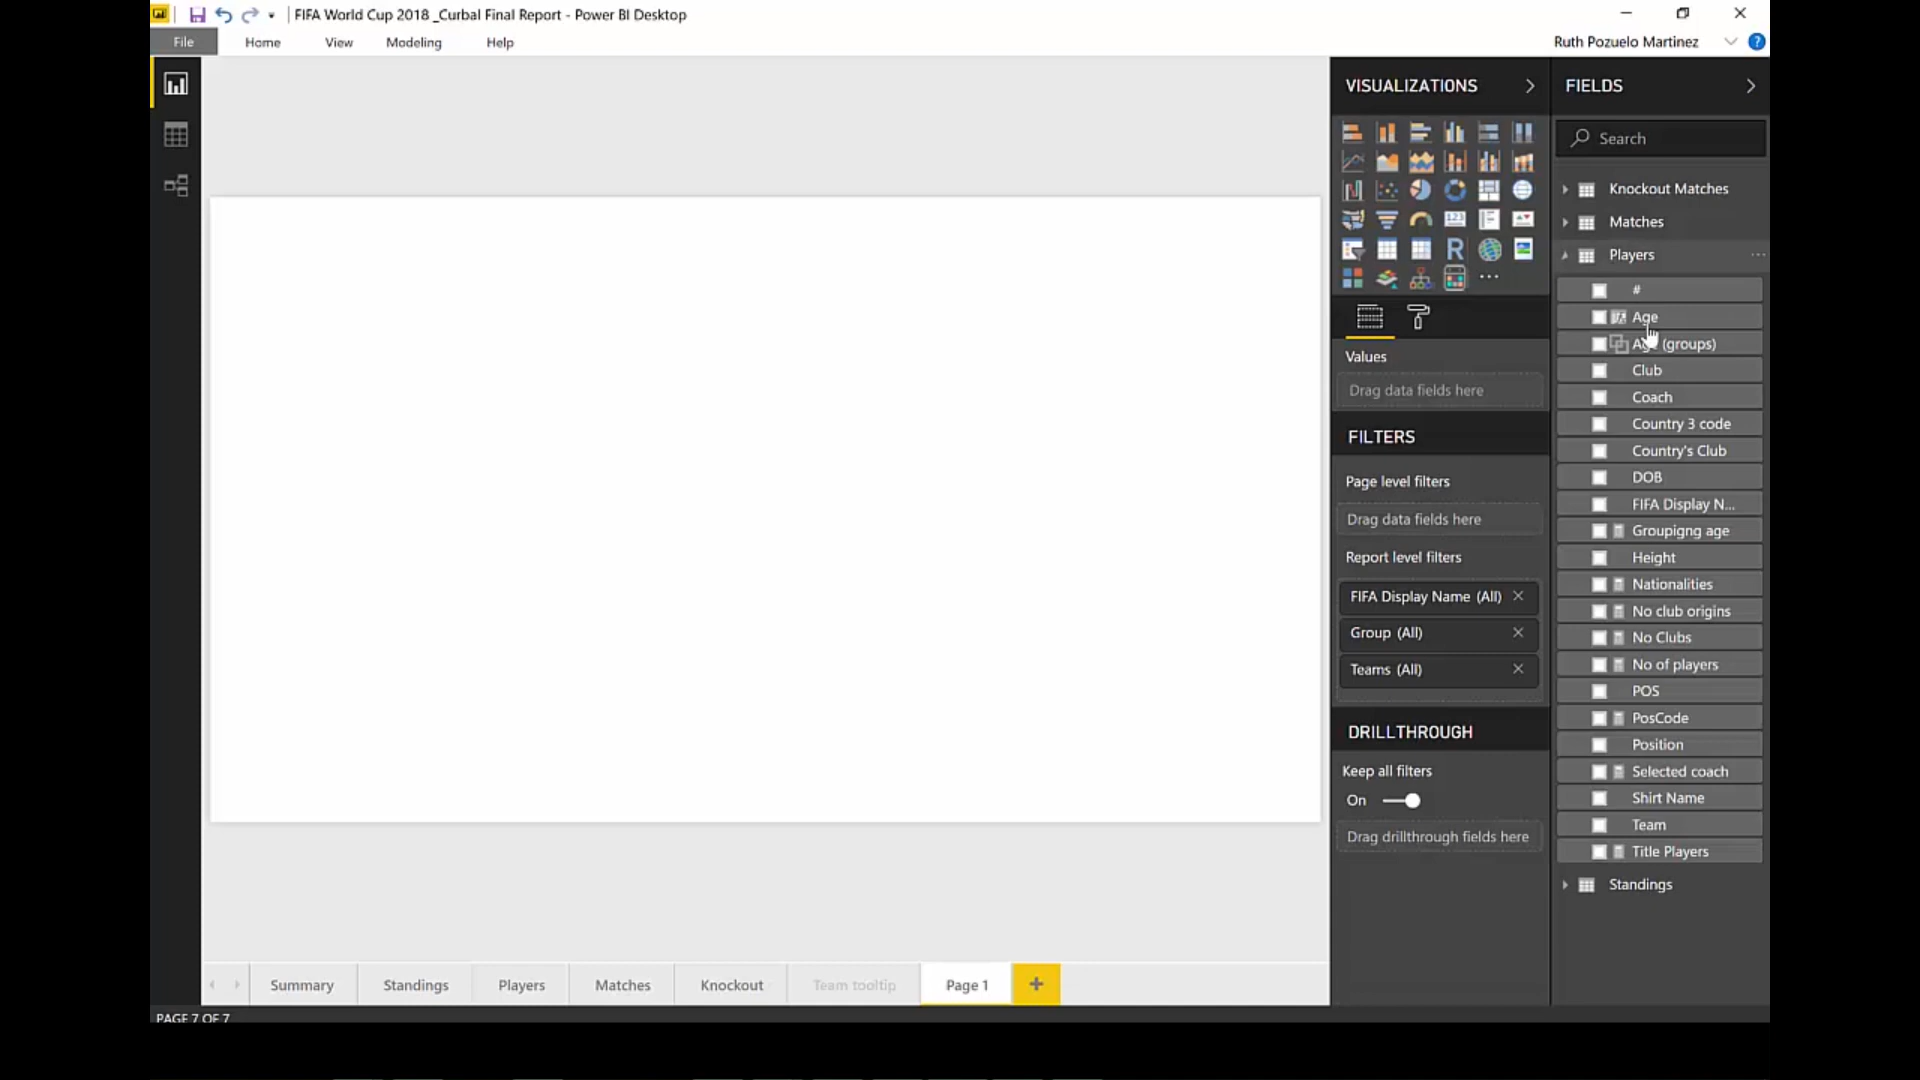 FIFA World Cup 2018 _Curbal Final Report - Power BI Desktop
File Home View Modeling Help
Ruth Pozuelo Martinez
?
VISUALIZATIONS
FIELDS
Search
Knockout Matches
Matches
Players
#
Age
Age (groups)
Club
Coach
Country 3 code
Country's Club
DOB
FIFA Display N...
Groupigng age
Height
Nationalities
No club origins
No Clubs
No of players
POS
PosCode
Position
Selected coach
Shirt Name
Team
Title Players
Standings
123
R
Values
Drag data fields here
FILTERS
Page level filters
Drag data fields here
Report level filters
FIFA Display Name (All)
Group (All)
Teams (All)
DRILLTHROUGH
Keep all filters
On
Drag drillthrough fields here
Summary Standings Players Matches Knockout Team tooltip Page 1 +
PAGE 7 OF 7